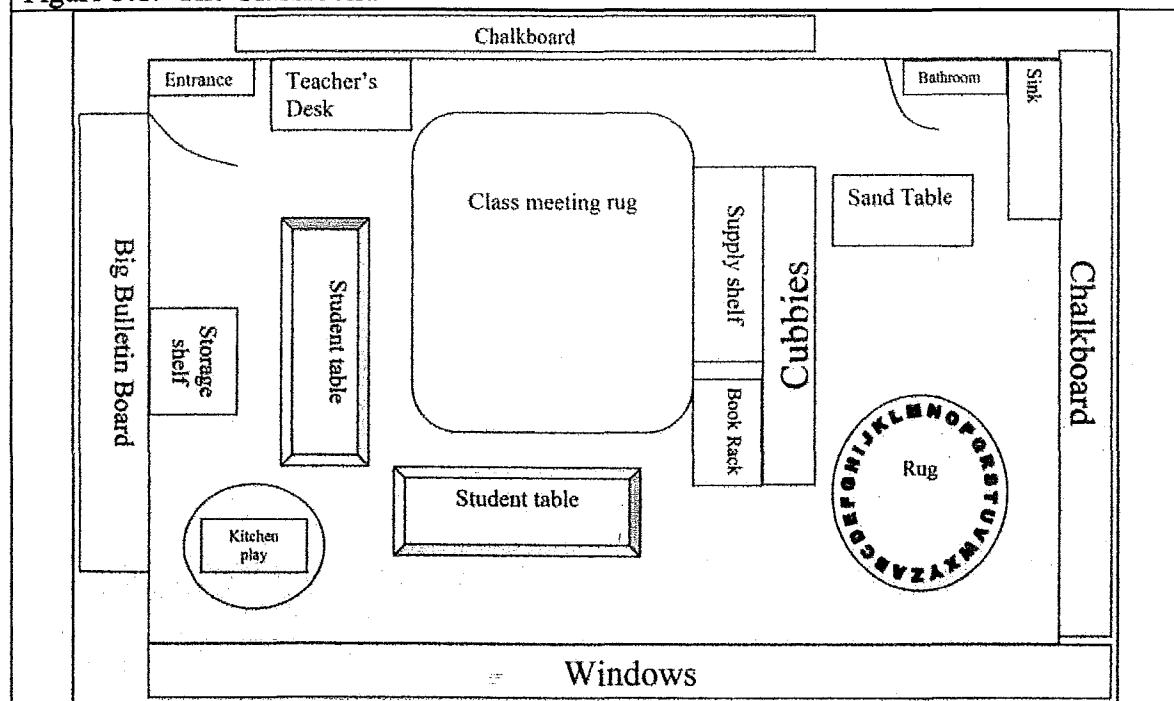 Chalkboard
Entrance
Teacher's
Desk
Bathroom
Sink
Class meeting rug
Sand Table
Supply shelf
Cubbies
Big Bulletin Board
Storage
shelf
Student table
Chalkboard
Book Rack
Rug
ABCDEFGHIJKLMNOPQRSTUVWXYZ
Student table
Kitchen
play
Windows